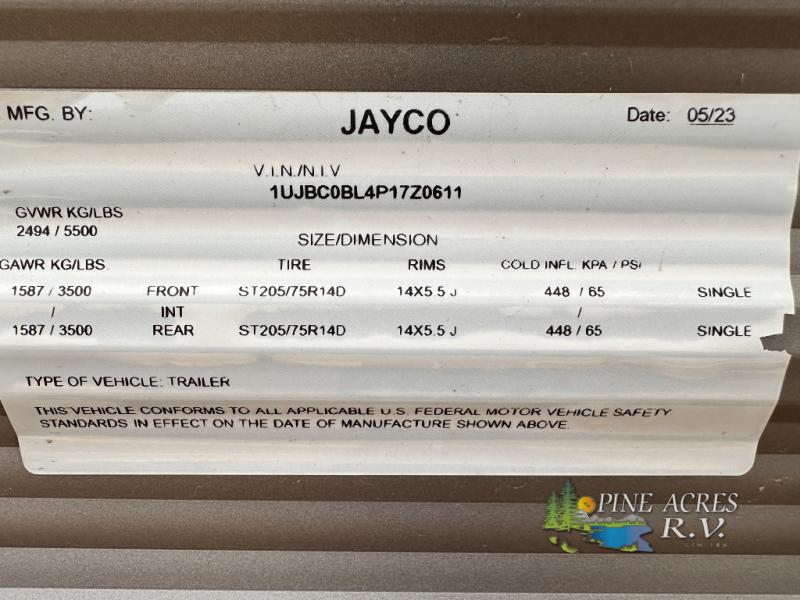 MFG. BY: JAYCO Date: 05/23
V.I.N./N.I.V
1UJBC0BL4P17Z0611
GVWR KG/LBS
2494 / 5500
SIZE/DIMENSION
GAWR KG/LBS. TIRE RIMS COLD INFL. KPA / PSI
1587 / 3500 FRONT ST205/75R14D 14X5.5 J 448 / 65 SINGLE
/ INT /
1587 / 3500 REAR ST205/75R14D 14X5.5 J 448 / 65 SINGLE
TYPE OF VEHICLE: TRAILER
THIS VEHICLE CONFORMS TO ALL APPLICABLE U.S. FEDERAL MOTOR VEHICLE SAFETY
STANDARDS IN EFFECT ON THE DATE OF MANUFACTURE SHOWN ABOVE.
PINE ACRES
R.V.
LIMITED